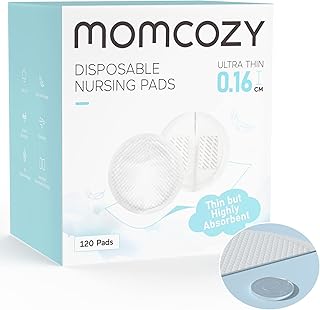 momcozy
DISPOSABLE
NURSING PADS
ULTRA THIN
0.16 CM
Thin but
Highly
Absorbent
120 Pads